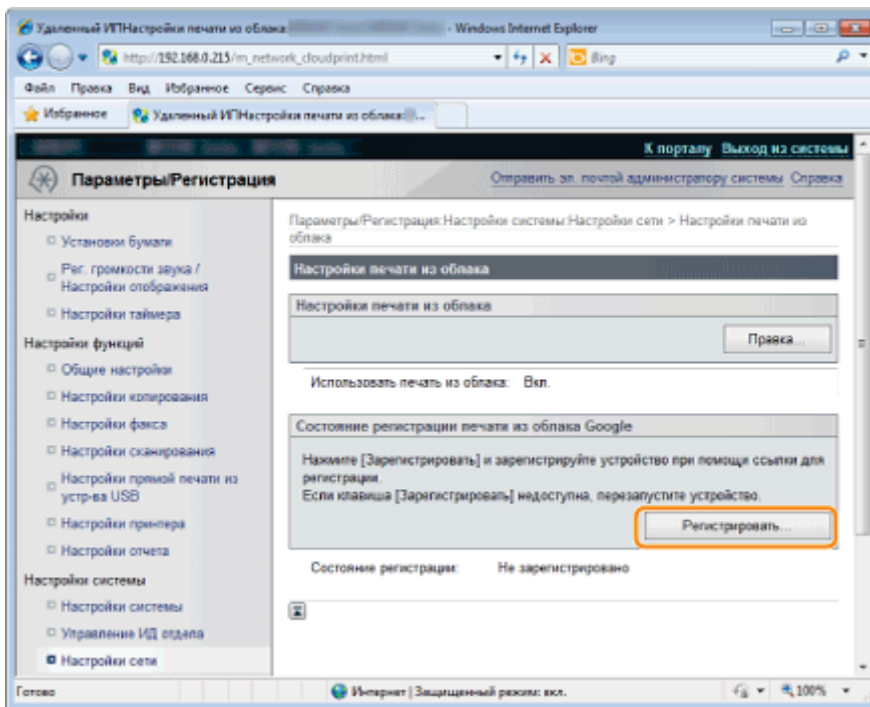 Удаленный ИПНастройки печати из облака - Windows Internet Explorer
http://192.168.0.215/m_network_cloudprint.html
Bing
Файл Правка Вид Избранное Сервис Справка
Избранное Удаленный ИПНастройки печати из облака: ...
К порталу Выход из системы
Параметры/Регистрация
Отправить эл. почтой администратору системы Справка
Настройки
Установки бумаги
Рег. громкости звука /
Настройки отображения
Настройки таймера
Настройки функций
Общие настройки
Настройки копирования
Настройки факса
Настройки сканирования
Настройки прямой печати из
устр-ва USB
Настройки принтера
Настройки отчета
Настройки системы
Настройки системы
Управление ИД отдела
Настройки сети
Параметры/Регистрация:Настройки системы:Настройки сети > Настройки печати из
облака
Настройки печати из облака
Настройки печати из облака
Правка...
Использовать печать из облака: Вкл.
Состояние регистрации печати из облака Google
Нажмите [Зарегистрировать] и зарегистрируйте устройство при помощи ссылки для
регистрации.
Если клавиша [Зарегистрировать] недоступна, перезапустите устройство.
Регистрировать...
Состояние регистрации: Не зарегистрировано
Готово
Интернет | Защищенный режим: вкл.
100%